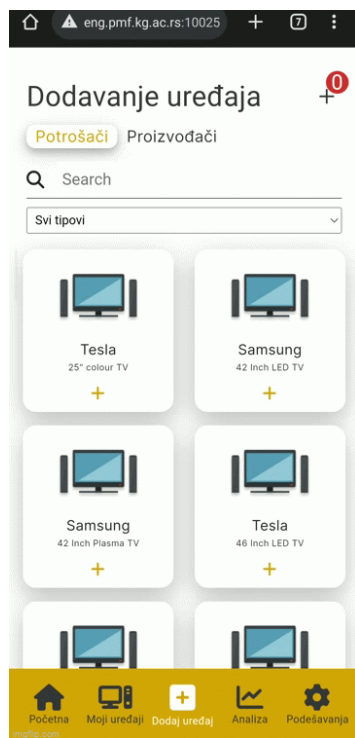 eng.pmf.kg.ac.rs:10025
7
Dodavanje uređaja
0
Potrošači Proizvođači
Search
Svi tipovi
Tesla
25" colour TV
+
Samsung
42 Inch LED TV
+
Samsung
42 Inch Plasma TV
+
Tesla
46 Inch LED TV
+
Početna Moji uređaji Dodaj uređaj Analiza Podešavanja
imgflip.com